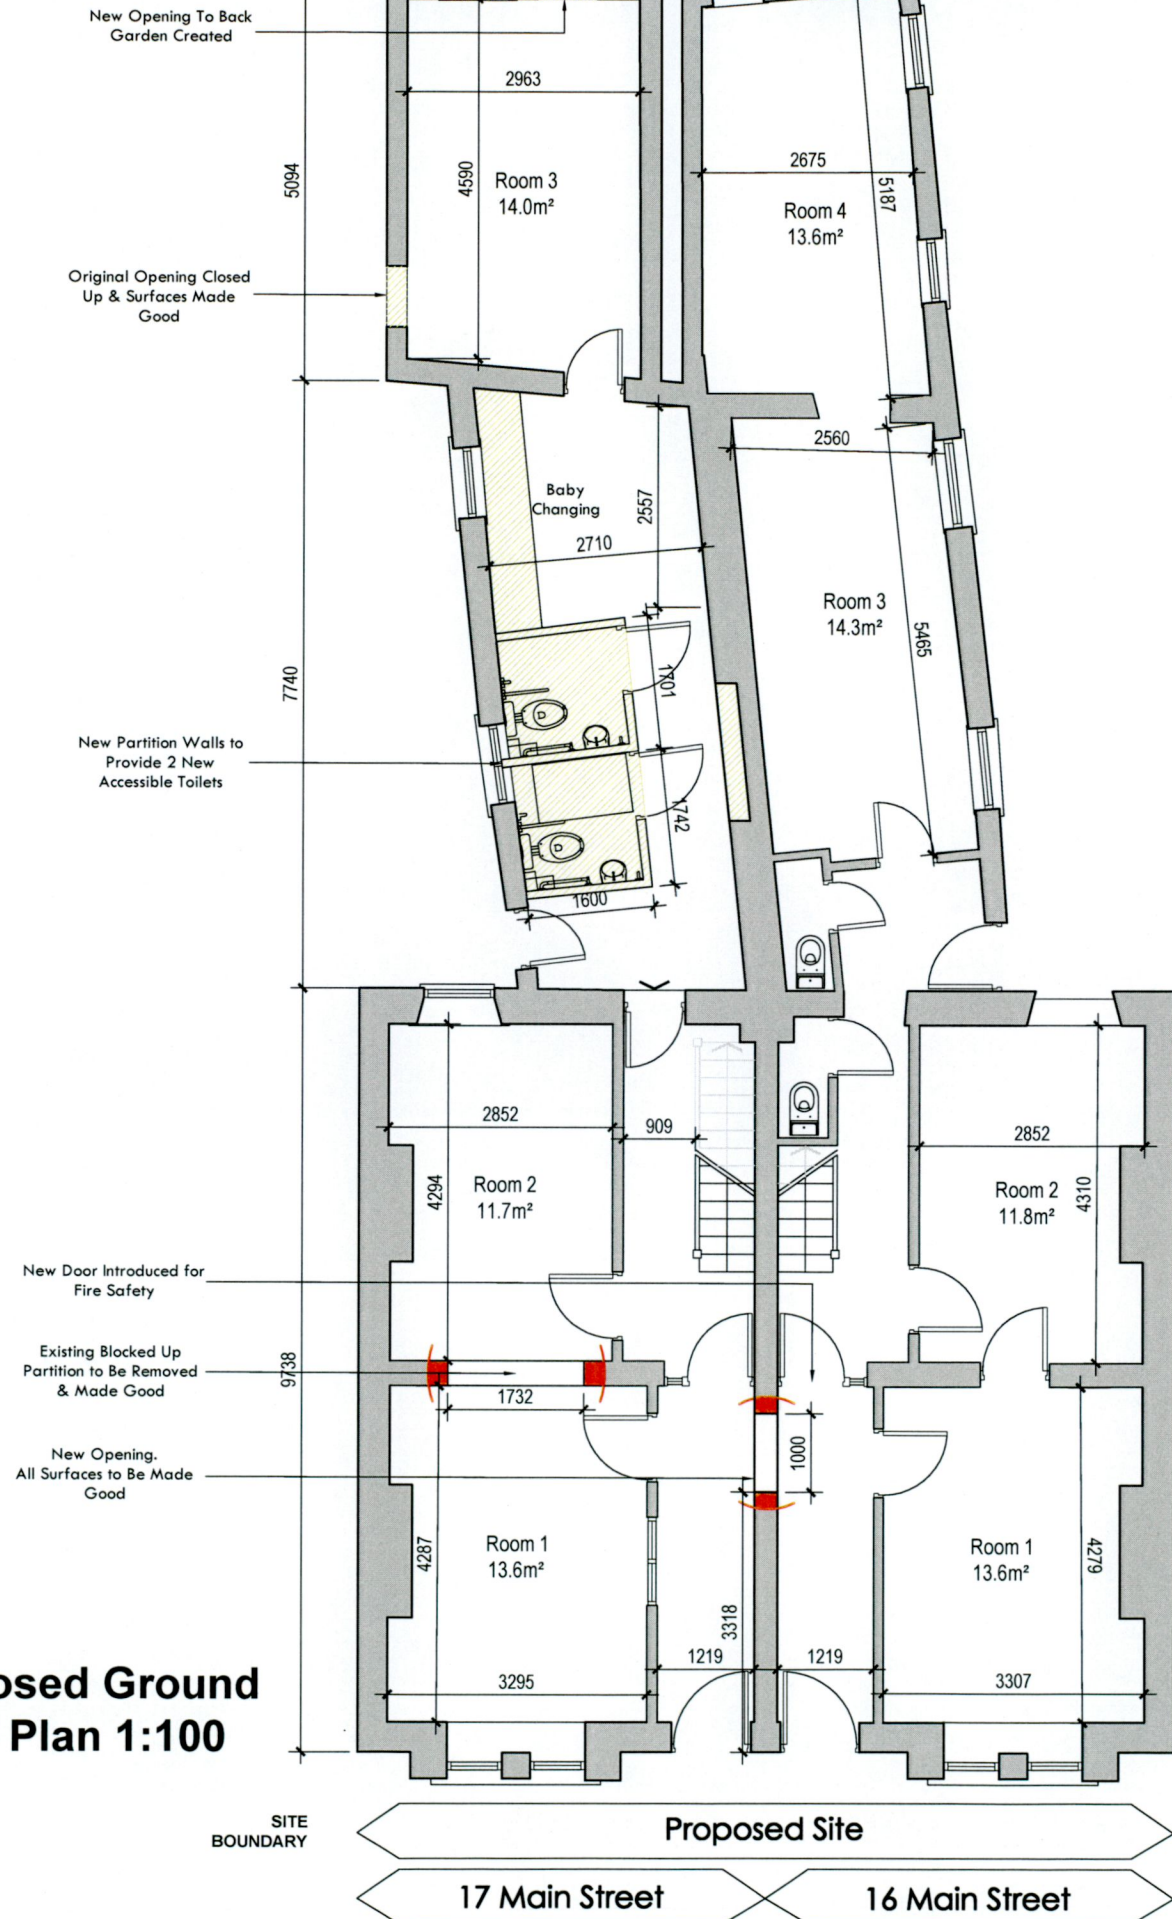 New Opening To Back
Garden Created
2963
4590
Room 3
14.0m²
5094
2675
Room 4
13.6m²
5187
Original Opening Closed
Up & Surfaces Made
Good
2560
Baby
Changing
2557
2710
Room 3
14.3m²
5465
7740
1701
New Partition Walls to
Provide 2 New
Accessible Toilets
1742
1600
2852
909
2852
4294
Room 2
11.7m²
Room 2
11.8m²
4310
New Door Introduced for
Fire Safety
Existing Blocked Up
Partition to Be Removed
& Made Good
9738
1732
1000
New Opening.
All Surfaces to Be Made
Good
4287
Room 1
13.6m²
Room 1
13.6m²
4279
3318
1219
1219
3295
3307
osed Ground
Plan 1:100
SITE
BOUNDARY
Proposed Site
17 Main Street
16 Main Street